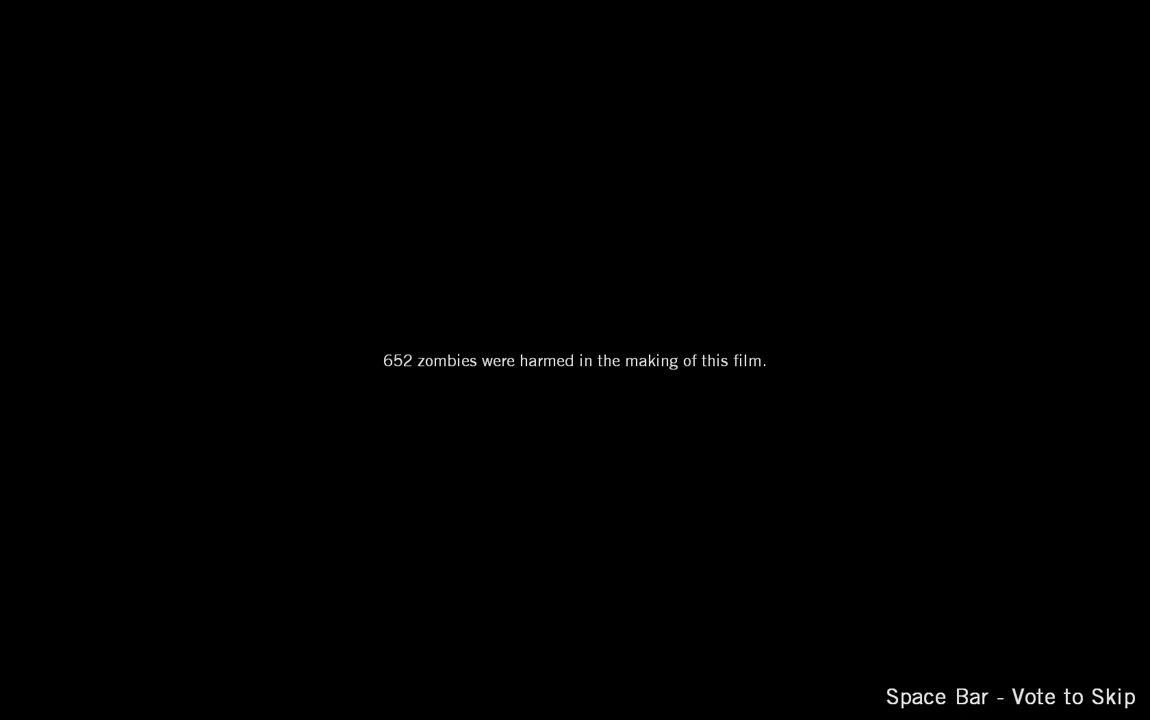 652 zombies were harmed in the making of this film.
Space Bar - Vote to Skip